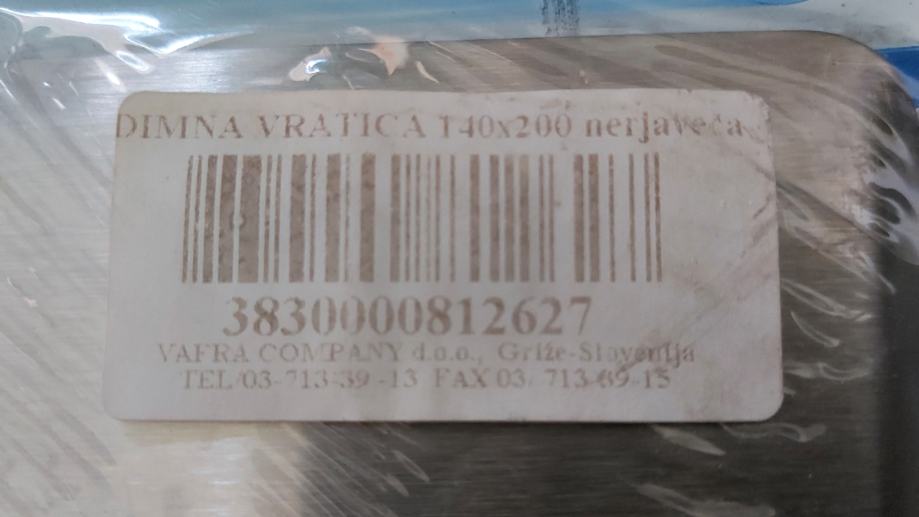 DIMNA VRATICA 140x200 nerjaveča
3830000812627
VAFRA COMPANY d.o.o., Griže-Slovenija
TEL/03-713-39-13 FAX 03/ 713-39-15